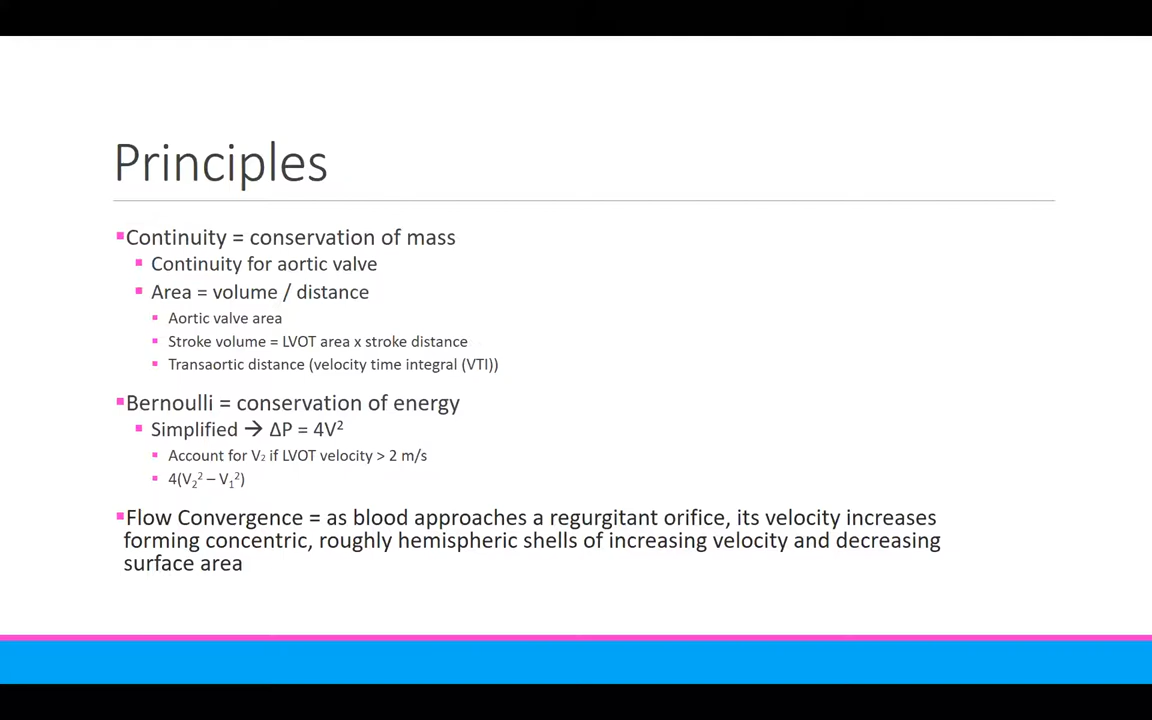 Principles
▪Continuity = conservation of mass
▪ Continuity for aortic valve
▪ Area = volume / distance
▪ Aortic valve area
▪ Stroke volume = LVOT area x stroke distance
▪ Transaortic distance (velocity time integral (VTI))
▪Bernoulli = conservation of energy
▪ Simplified → ΔP = 4V²
▪ Account for V₂ if LVOT velocity > 2 m/s
▪ 4(V₂² – V₁²)
▪Flow Convergence = as blood approaches a regurgitant orifice, its velocity increases
forming concentric, roughly hemispheric shells of increasing velocity and decreasing
surface area